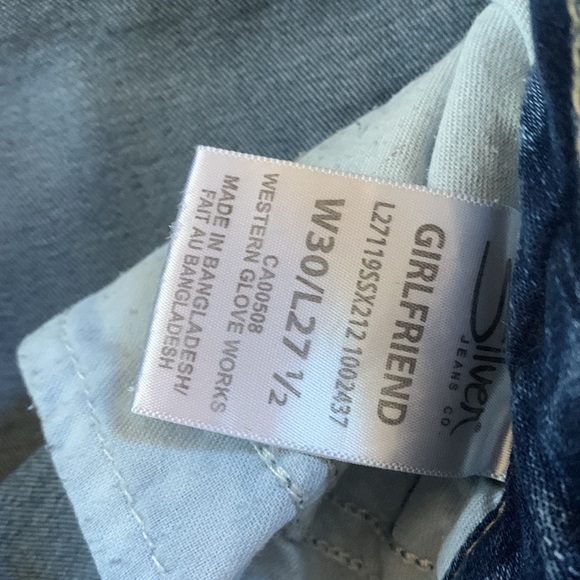 Silver®
JEANS CO™
GIRLFRIEND
L27119SSX212 1002437
W30/L27 ½
CA00508
WESTERN GLOVE WORKS
MADE IN BANGLADESH/
FAIT AU BANGLADESH